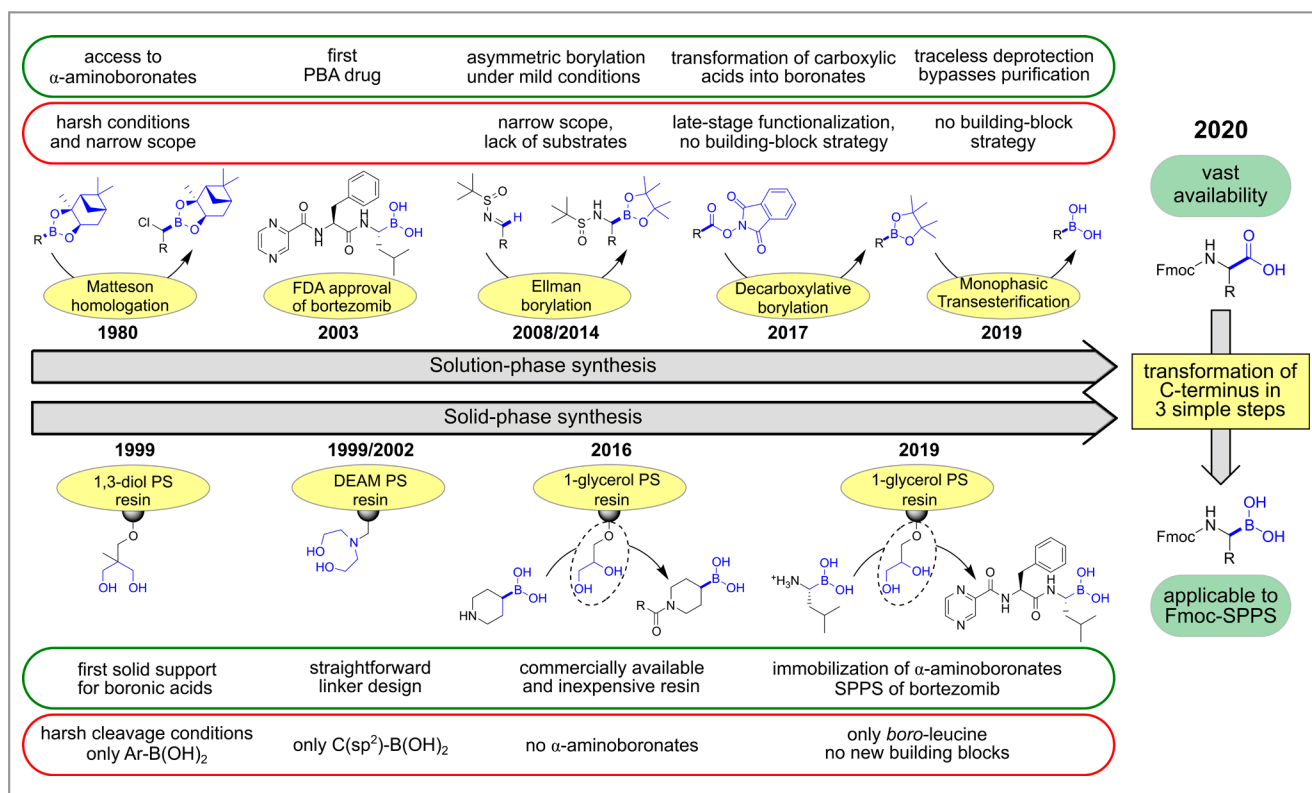 access to
α-aminoboronates
first
PBA drug
asymmetric borylation
under mild conditions
transformation of carboxylic
acids into boronates
traceless deprotection
bypasses purification
harsh conditions
and narrow scope
narrow scope,
lack of substrates
late-stage functionalization,
no building-block strategy
no building-block
strategy
Matteson
homologation
FDA approval
of bortezomib
Ellman
borylation
Decarboxylative
borylation
Monophasic
Transesterification
1980
2003
2008/2014
2017
2019
Solution-phase synthesis
Solid-phase synthesis
1999
1999/2002
2016
2019
1,3-diol PS
resin
DEAM PS
resin
1-glycerol PS
resin
1-glycerol PS
resin
first solid support
for boronic acids
straightforward
linker design
commercially available
and inexpensive resin
immobilization of α-aminoboronates
SPPS of bortezomib
harsh cleavage conditions
only Ar-B(OH)₂
only C(sp²)-B(OH)₂
no α-aminoboronates
only boro-leucine
no new building blocks
2020
vast
availability
Fmoc
transformation of
C-terminus in
3 simple steps
Fmoc
applicable to
Fmoc-SPPS